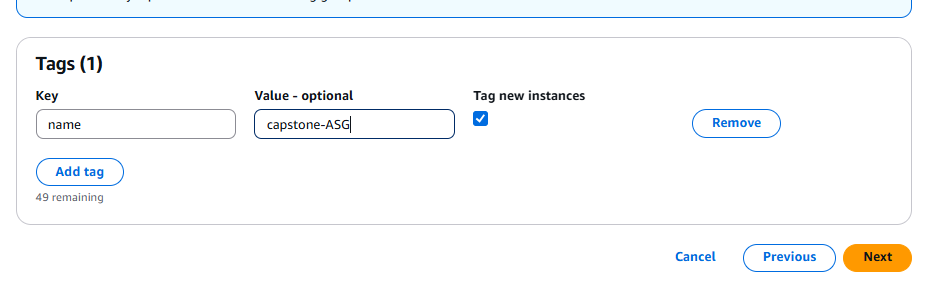 Tags (1)
Key
Value - optional
Tag new instances
name
capstone-ASG
Remove
Add tag
49 remaining
Cancel
Previous
Next